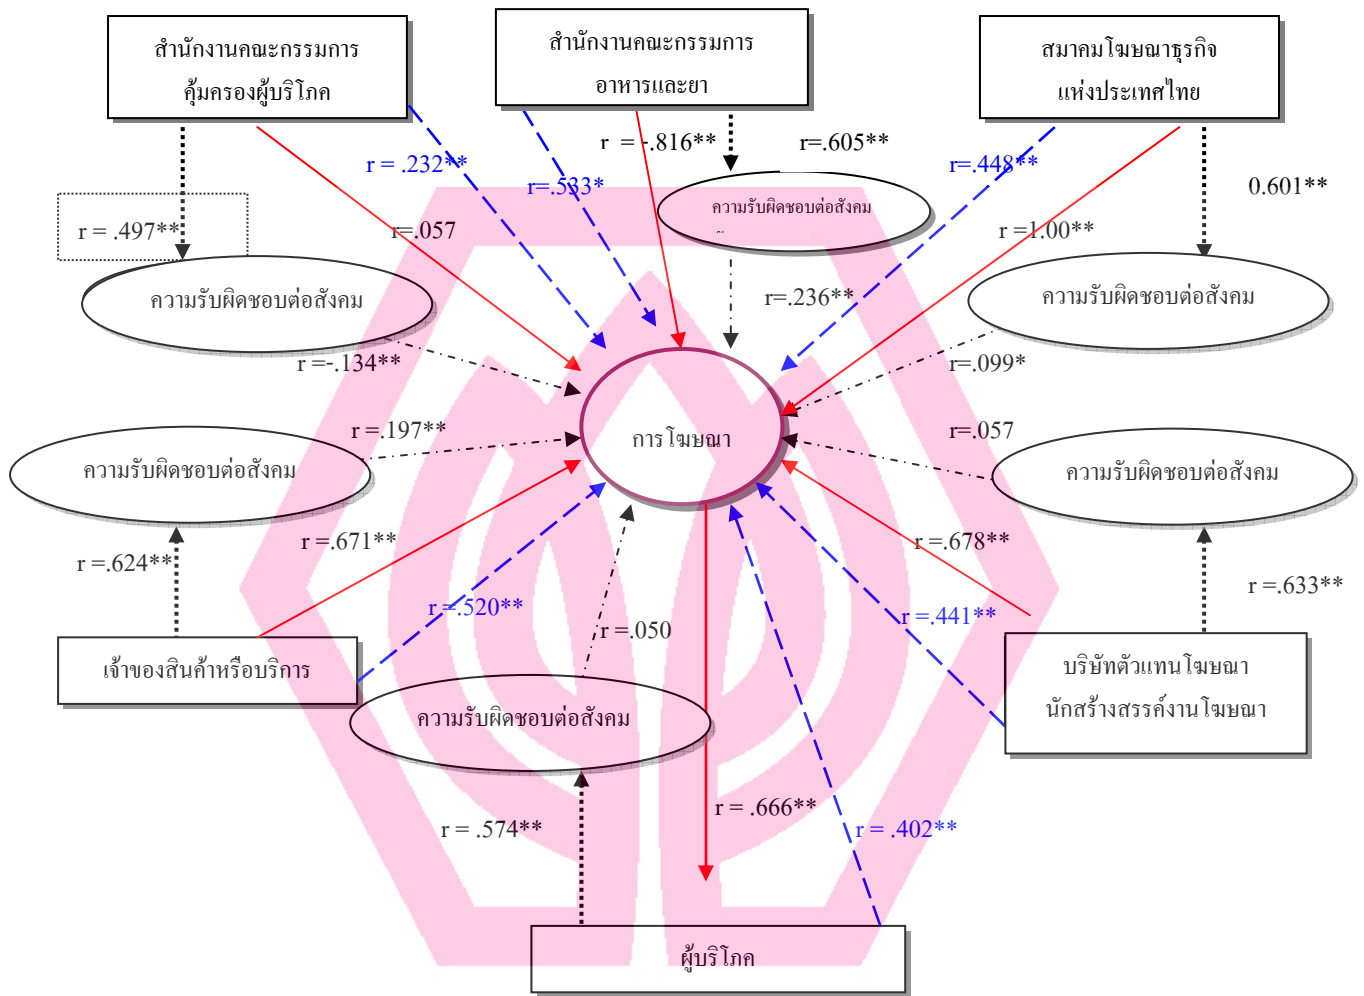 สำนักงานคณะกรรมการ
คุ้มครองผู้บริโภค
สำนักงานคณะกรรมการ
อาหารและยา
สมาคมโฆษณาธุรกิจ
แห่งประเทศไทย
r = .232**
r = -.816**
r=.605**
r=.448**
r=.533*
0.601**
r = .497**
r=.057
ความรับผิดชอบต่อสังคม
r =1.00**
ความรับผิดชอบต่อสังคม
r=.236**
ความรับผิดชอบต่อสังคม
r=-.134**
r=.099*
r =.197**
การโฆษณา
r=.057
ความรับผิดชอบต่อสังคม
ความรับผิดชอบต่อสังคม
r =.624**
r =.671**
r =.678**
r =.633**
r =.520**
r =.050
r =.441**
เจ้าของสินค้าหรือบริการ
บริษัทตัวแทนโฆษณา
นักสร้างสรรค์งานโฆษณา
ความรับผิดชอบต่อสังคม
r = .574**
r = .666**
r = .402**
ผู้บริโภค